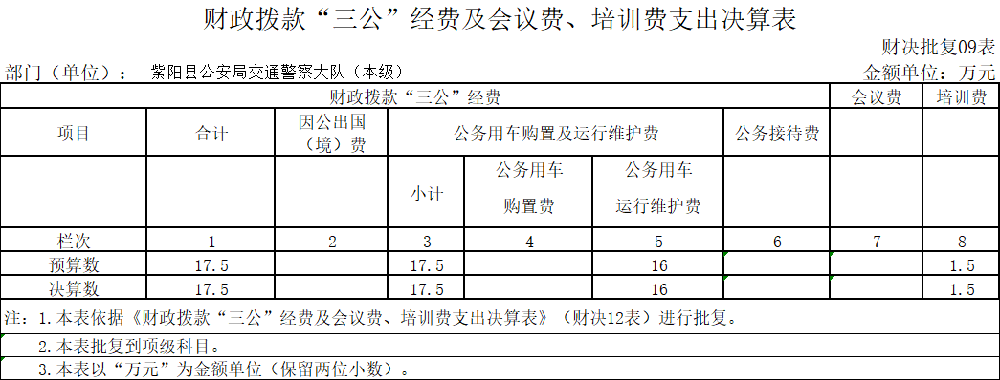 财政拨款“三公”经费及会议费、培训费支出决算表
财决批复09表
部门（单位）： 紫阳县公安局交通警察大队（本级） 金额单位：万元
财政拨款“三公”经费 会议费 培训费
项目 合计 因公出国（境）费 公务用车购置及运行维护费 公务接待费
小计 公务用车购置费 公务用车运行维护费
栏次 1 2 3 4 5 6 7 8
预算数 17.5 17.5 16 1.5
决算数 17.5 17.5 16 1.5
注：1.本表依据《财政拨款“三公”经费及会议费、培训费支出决算表》（财决12表）进行批复。
2.本表批复到项级科目。
3.本表以“万元”为金额单位（保留两位小数）。